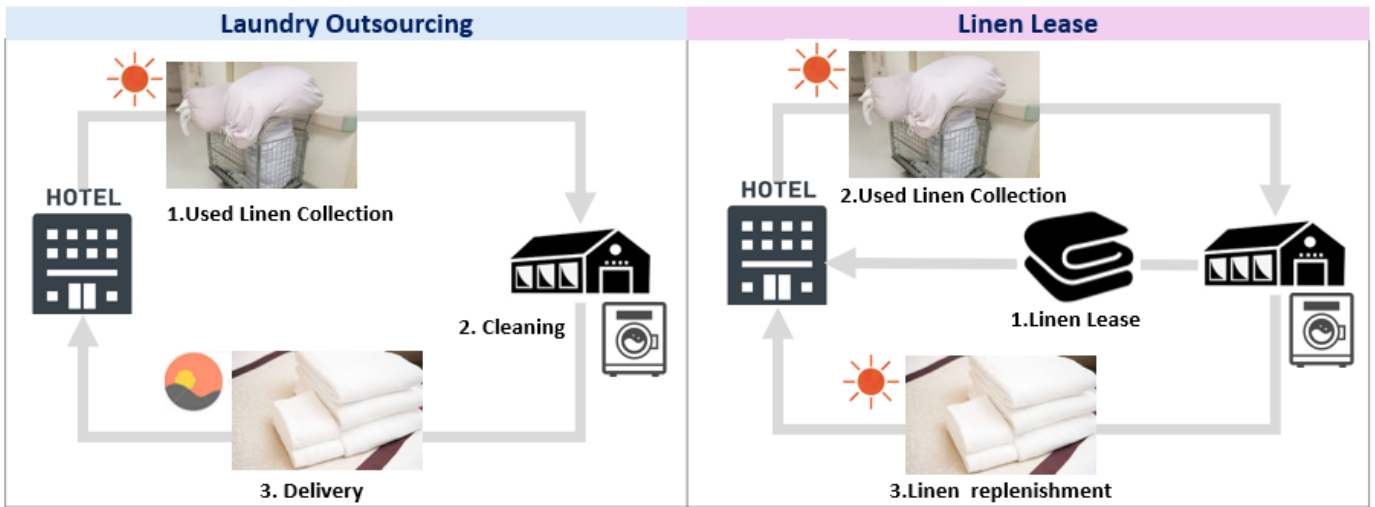 Laundry Outsourcing
HOTEL
1.Used Linen Collection
2. Cleaning
3. Delivery
Linen Lease
HOTEL
2.Used Linen Collection
1.Linen Lease
3.Linen replenishment